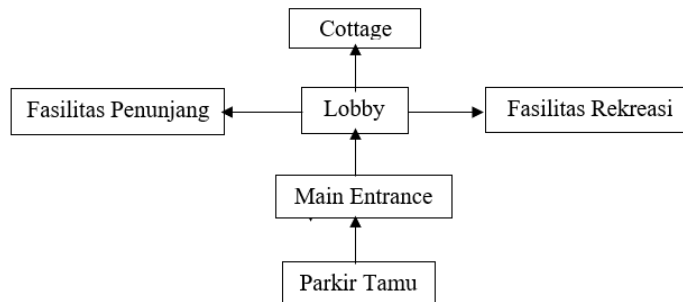 Cottage
Fasilitas Penunjang
Lobby
Fasilitas Rekreasi
Main Entrance
Parkir Tamu